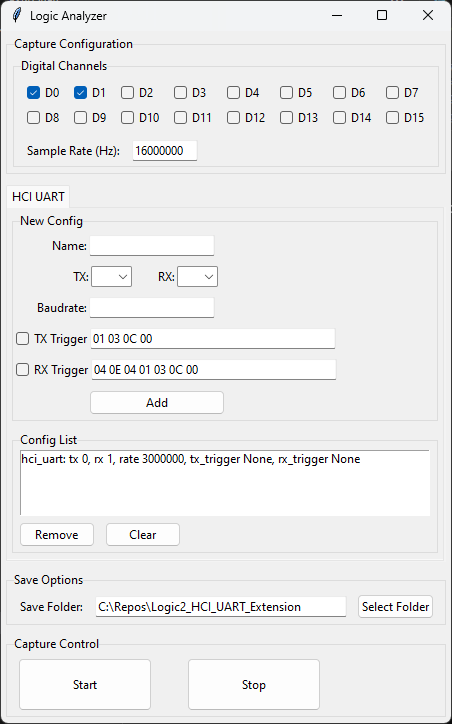 Logic Analyzer
Capture Configuration
Digital Channels
D0 D1 D2 D3 D4 D5 D6 D7
D8 D9 D10 D11 D12 D13 D14 D15
Sample Rate (Hz): 16000000
HCI UART
New Config
Name:
TX: RX:
Baudrate:
TX Trigger 01 03 0C 00
RX Trigger 04 0E 04 01 03 0C 00
Add
Config List
hci_uart: tx 0, rx 1, rate 3000000, tx_trigger None, rx_trigger None
Remove Clear
Save Options
Save Folder: C:\Repos\Logic2_HCI_UART_Extension Select Folder
Capture Control
Start Stop